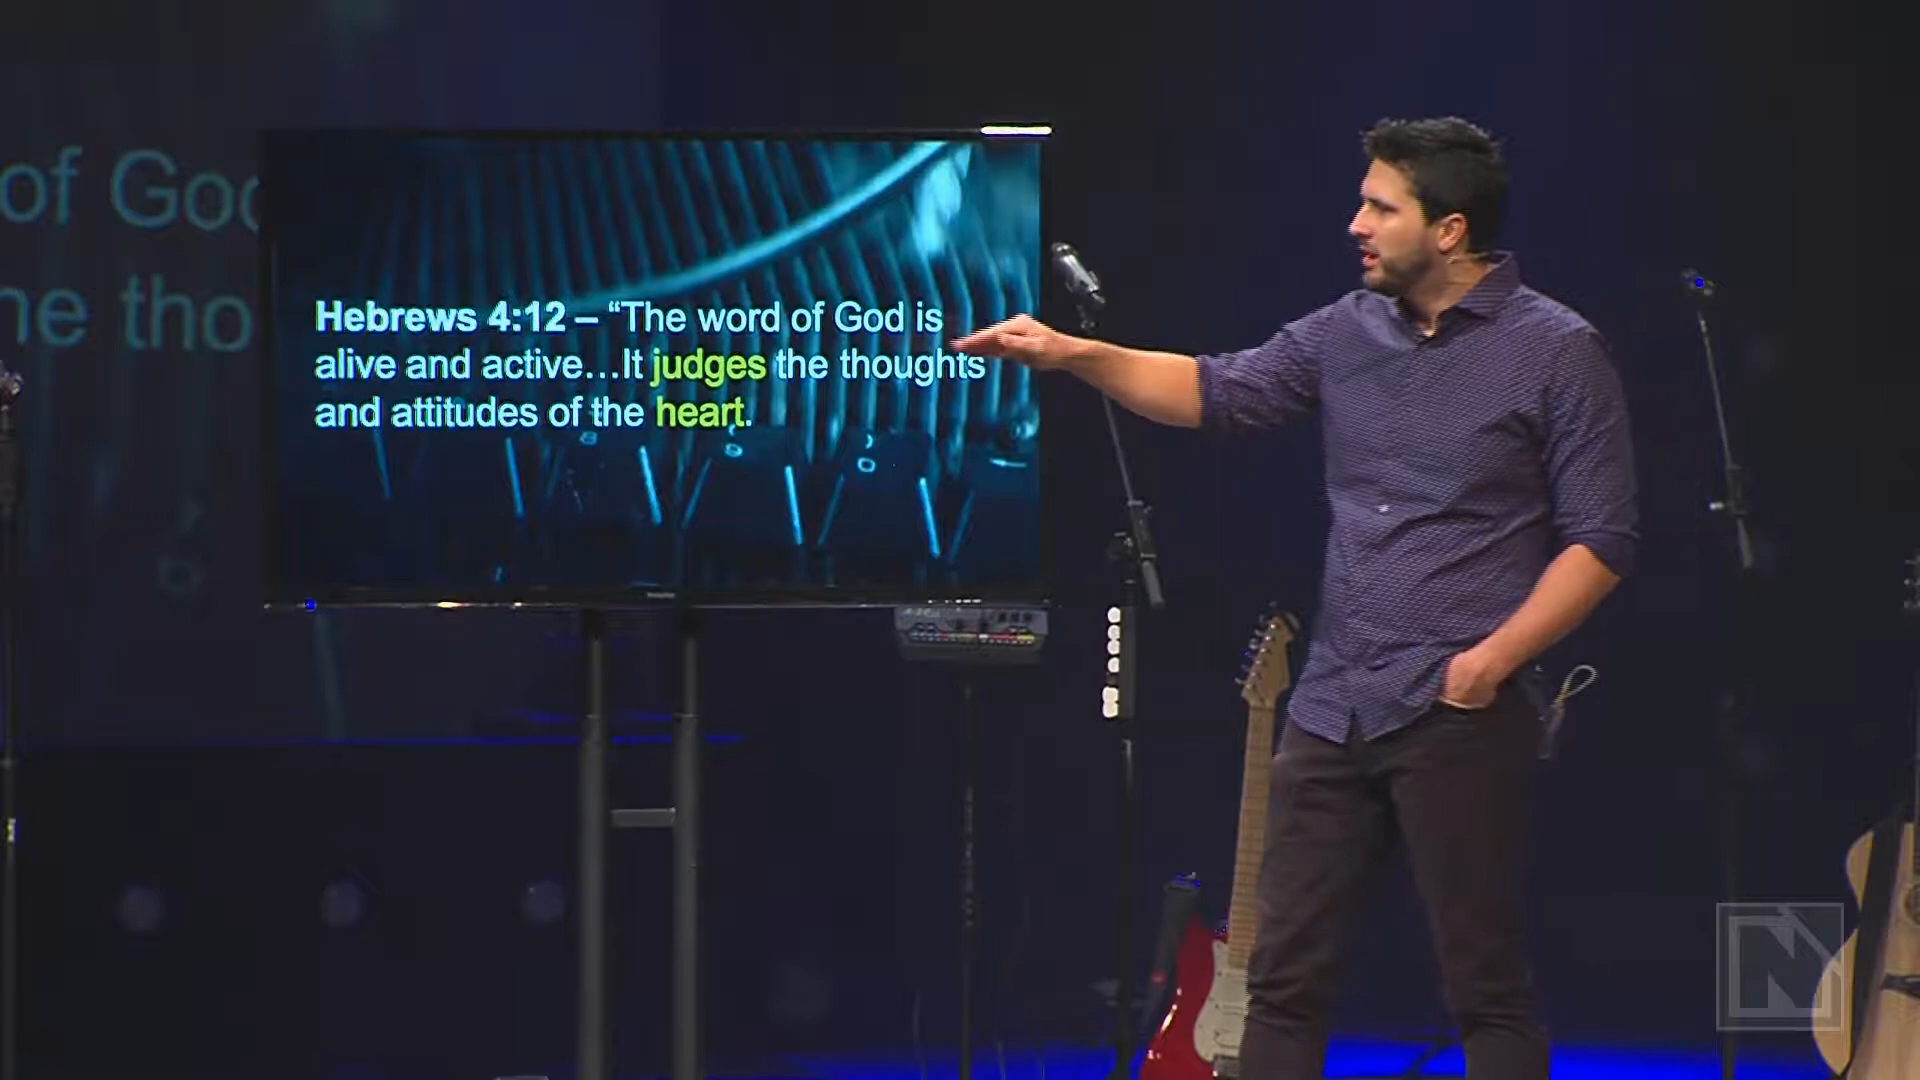 of God
he tho
Hebrews 4:12 – “The word of God is
alive and active…It judges the thoughts
and attitudes of the heart.
N